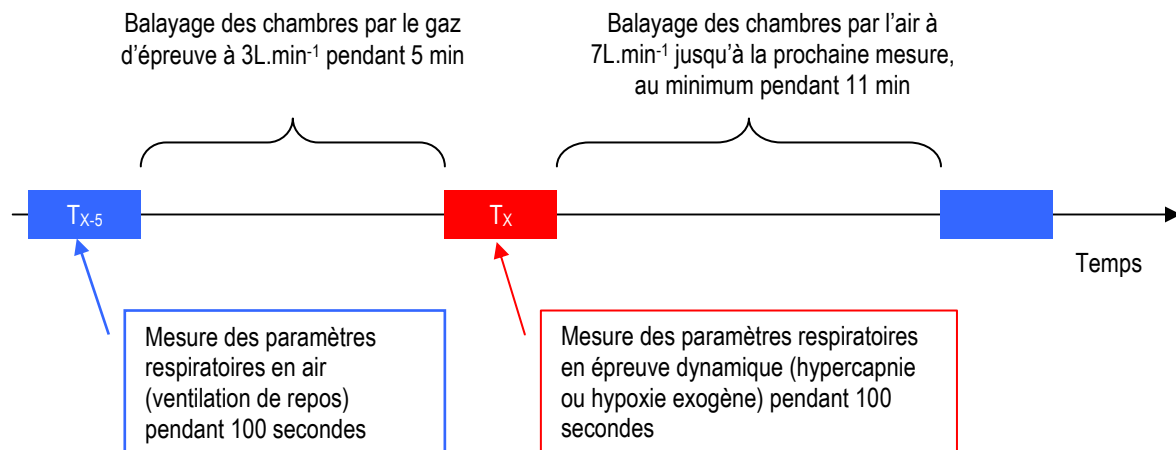 Balayage des chambres par le gaz
d’épreuve à 3L.min⁻¹ pendant 5 min
Balayage des chambres par l’air à
7L.min⁻¹ jusqu’à la prochaine mesure,
au minimum pendant 11 min
T_X-5
T_X
Temps
Mesure des paramètres
respiratoires en air
(ventilation de repos)
pendant 100 secondes
Mesure des paramètres respiratoires
en épreuve dynamique (hypercapnie
ou hypoxie exogène) pendant 100
secondes